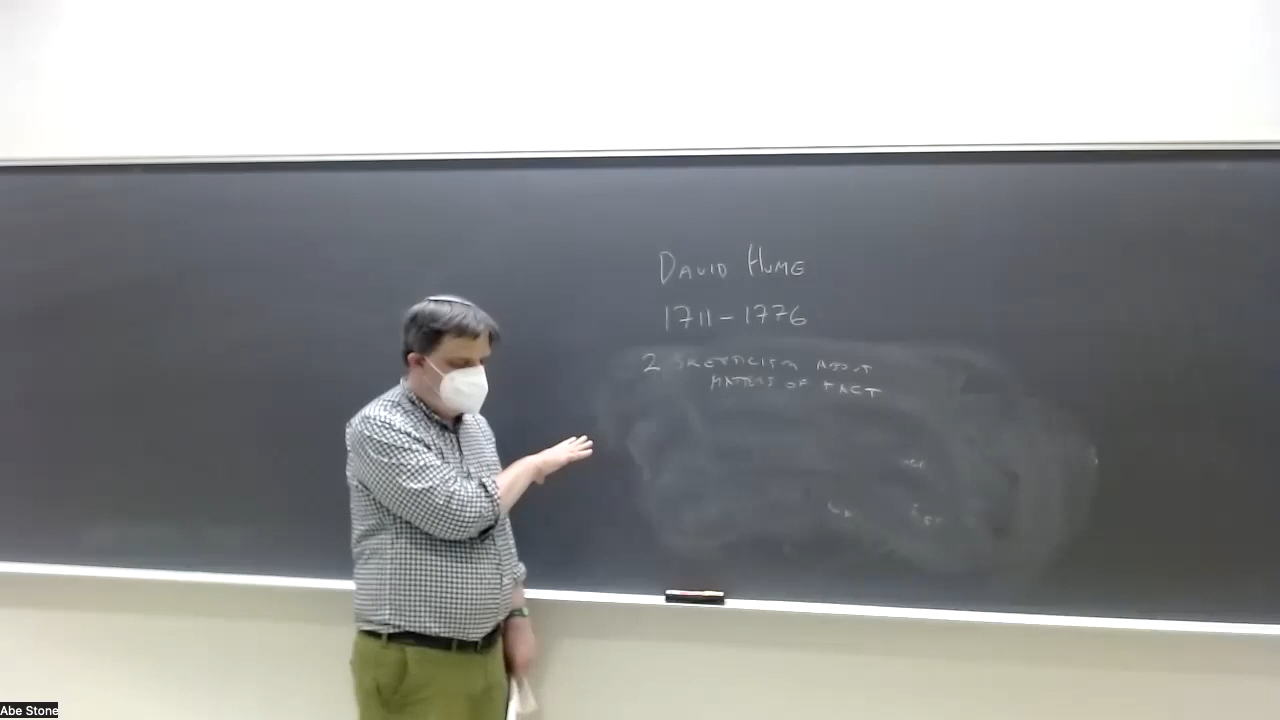 DAVID HUME
1711-1776
2 SKEPTICISM ABOUT
MATTERS OF FACT
Abe Stone